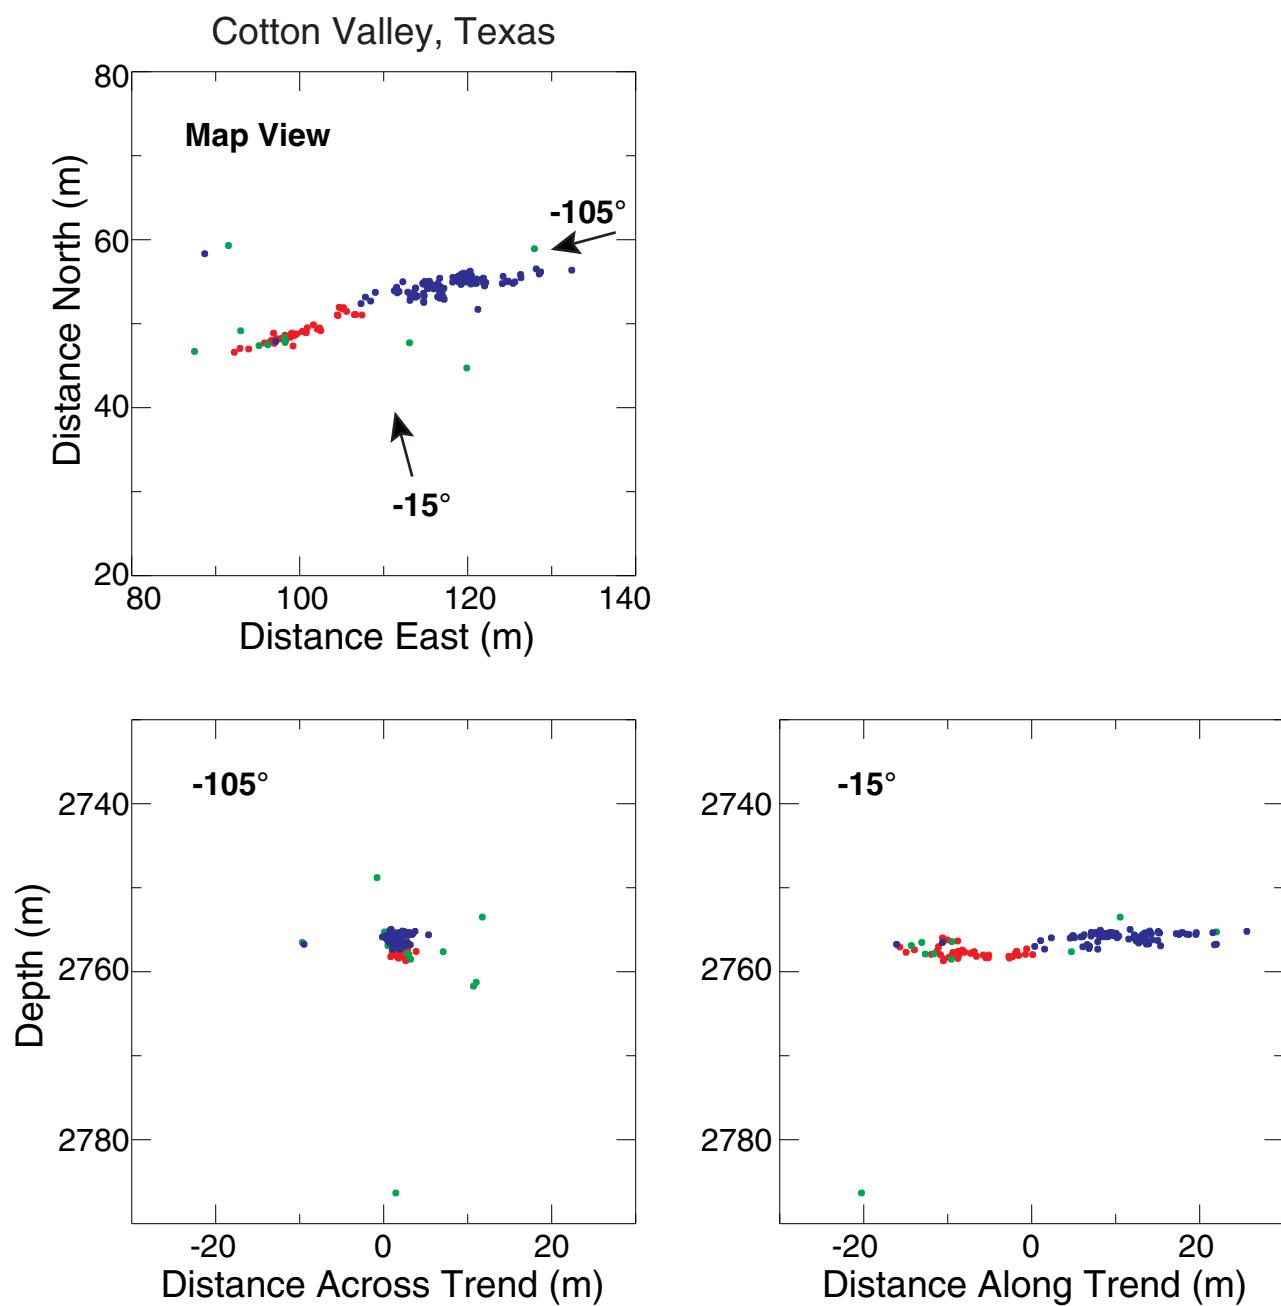 Cotton Valley, Texas
80
Map View
-105°
60
Distance North (m)
40
-15°
20
80 100 120 140
Distance East (m)
-105°
2740
Depth (m)
2760
2780
-20 0 20
Distance Across Trend (m)
-15°
2740
2760
2780
-20 0 20
Distance Along Trend (m)